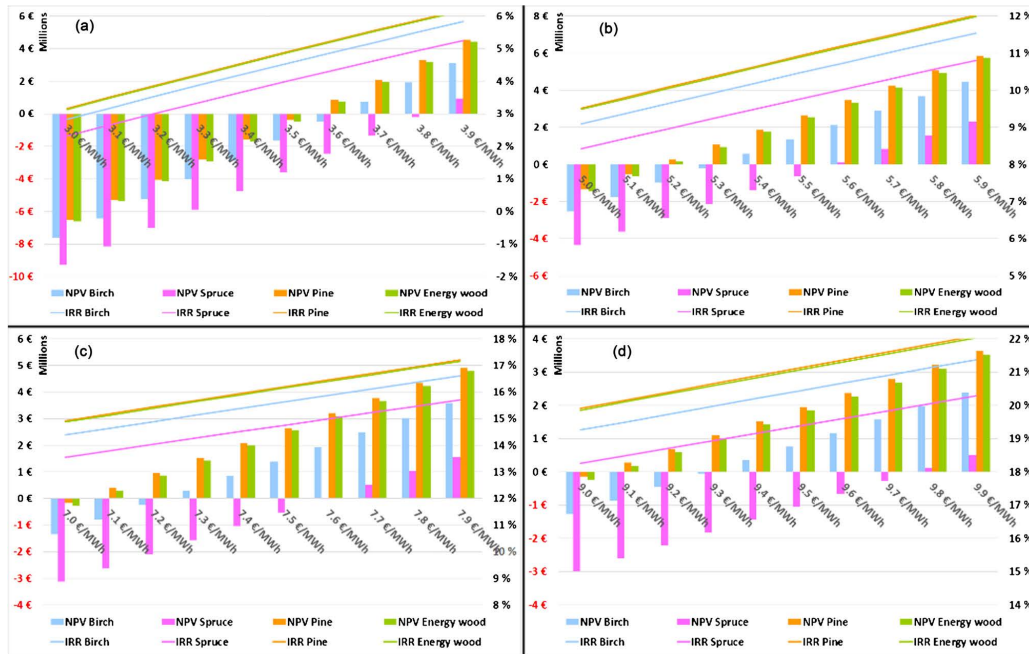 (a)
Millions
6 €
4 €
2 €
0 €
-2 €
-4 €
-6 €
-8 €
-10 €
6 %
5 %
4 %
3 %
2 %
1 %
0 %
-1 %
-2 %
3.0 €/MWh
3.1 €/MWh
3.2 €/MWh
3.3 €/MWh
3.4 €/MWh
3.5 €/MWh
3.6 €/MWh
3.7 €/MWh
3.8 €/MWh
3.9 €/MWh
NPV Birch NPV Spruce NPV Pine NPV Energy wood
IRR Birch IRR Spruce IRR Pine IRR Energy wood
(b)
Millions
8 €
6 €
4 €
2 €
0 €
-2 €
-4 €
-6 €
12 %
11 %
10 %
9 %
8 %
7 %
6 %
5 %
5.0 €/MWh
5.1 €/MWh
5.2 €/MWh
5.3 €/MWh
5.4 €/MWh
5.5 €/MWh
5.6 €/MWh
5.7 €/MWh
5.8 €/MWh
5.9 €/MWh
NPV Birch NPV Spruce NPV Pine NPV Energy wood
IRR Birch IRR Spruce IRR Pine IRR Energy wood
(c)
Millions
6 €
5 €
4 €
3 €
2 €
1 €
0 €
-1 €
-2 €
-3 €
-4 €
18 %
17 %
16 %
15 %
14 %
13 %
12 %
11 %
10 %
9 %
8 %
7.0 €/MWh
7.1 €/MWh
7.2 €/MWh
7.3 €/MWh
7.4 €/MWh
7.5 €/MWh
7.6 €/MWh
7.7 €/MWh
7.8 €/MWh
7.9 €/MWh
NPV Birch NPV Spruce NPV Pine NPV Energy wood
IRR Birch IRR Spruce IRR Pine IRR Energy wood
(d)
Millions
4 €
3 €
2 €
1 €
0 €
-1 €
-2 €
-3 €
-4 €
22 %
21 %
20 %
19 %
18 %
17 %
16 %
15 %
14 %
9.0 €/MWh
9.1 €/MWh
9.2 €/MWh
9.3 €/MWh
9.4 €/MWh
9.5 €/MWh
9.6 €/MWh
9.7 €/MWh
9.8 €/MWh
9.9 €/MWh
NPV Birch NPV Spruce NPV Pine NPV Energy wood
IRR Birch IRR Spruce IRR Pine IRR Energy wood